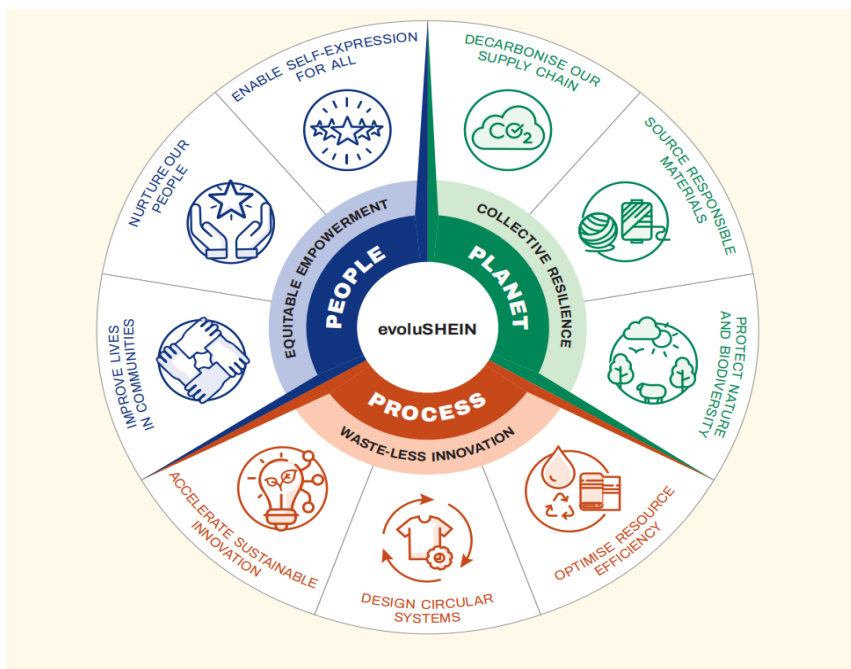 ENABLE SELF-EXPRESSION
FOR ALL
DECARBONISE OUR
SUPPLY CHAIN
NURTURE OUR
PEOPLE
CO2
SOURCE RESPONSIBLE
MATERIALS
EQUITABLE EMPOWERMENT
COLLECTIVE RESILIENCE
PEOPLE
PLANET
evoluSHEIN
IMPROVE LIVES
IN COMMUNITIES
PROTECT NATURE
AND BIODIVERSITY
PROCESS
WASTE-LESS INNOVATION
ACCELERATE SUSTAINABLE
INNOVATION
DESIGN CIRCULAR
SYSTEMS
OPTIMISE RESOURCE
EFFICIENCY